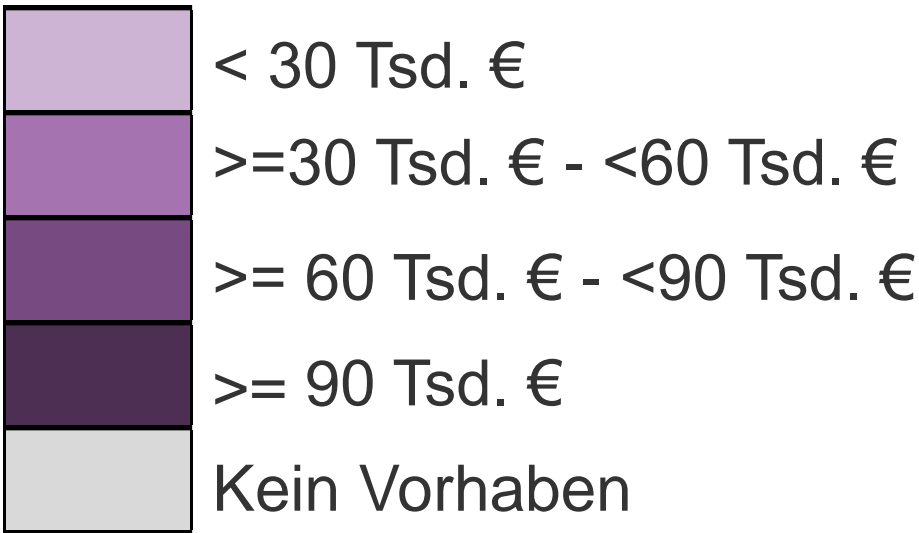 < 30 Tsd. €
>=30 Tsd. € - <60 Tsd. €
>= 60 Tsd. € - <90 Tsd. €
>= 90 Tsd. €
Kein Vorhaben